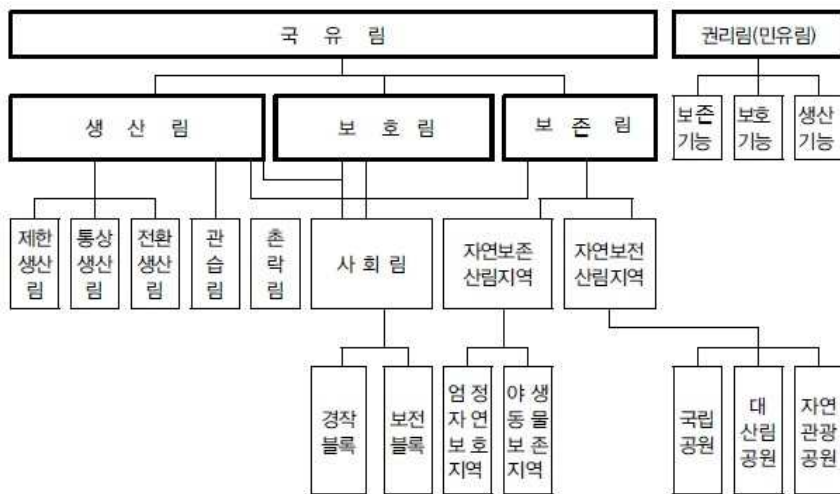 국 유 림
권리림(민유림)
생 산 림
보 호 림
보 존 림
보존
기능
보호
기능
생산
기능
제한
생산
림
통상
생산
림
전환
생산
림
관
습
림
촌
락
림
사 회 림
자연보존
산림지역
자연보전
산림지역
경작
블록
보전
블록
엄 정
자 연
보 호
지역
야 생
동 물
보 존
지역
국립
공원
대
산림
공원
자연
관광
공원